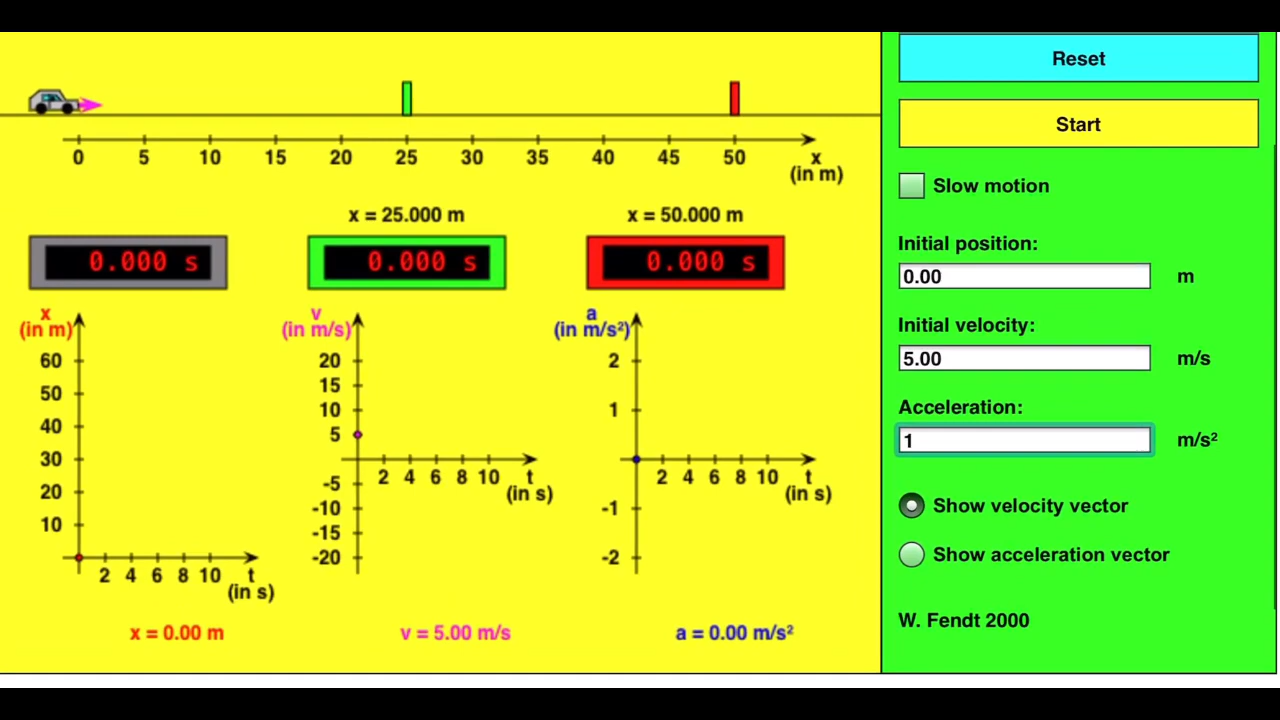 Reset
Start
0 5 10 15 20 25 30 35 40 45 50 x
(in m)
Slow motion
x = 25.000 m
x = 50.000 m
0.000 s
0.000 s
0.000 s
Initial position:
0.00 m
Initial velocity:
5.00 m/s
Acceleration:
1 m/s²
Show velocity vector
Show acceleration vector
W. Fendt 2000
x
(in m)
60
50
40
30
20
10
2 4 6 8 10 t
(in s)
v
(in m/s)
20
15
10
5
2 4 6 8 10 t
(in s)
-5
-10
-15
-20
a
(in m/s²)
2
1
2 4 6 8 10 t
(in s)
-1
-2
x = 0.00 m
v = 5.00 m/s
a = 0.00 m/s²